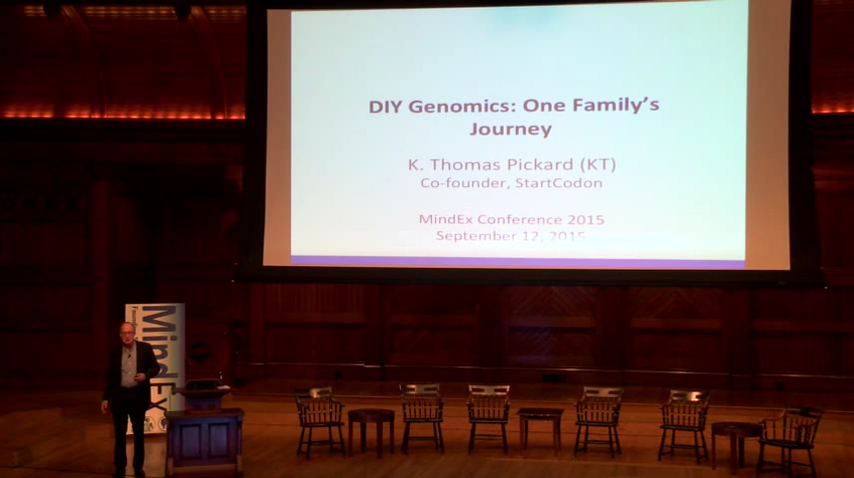 DIY Genomics: One Family's
Journey
K. Thomas Pickard (KT)
Co-founder, StartCodon
MindEx Conference 2015
September 12, 2015
MindEx